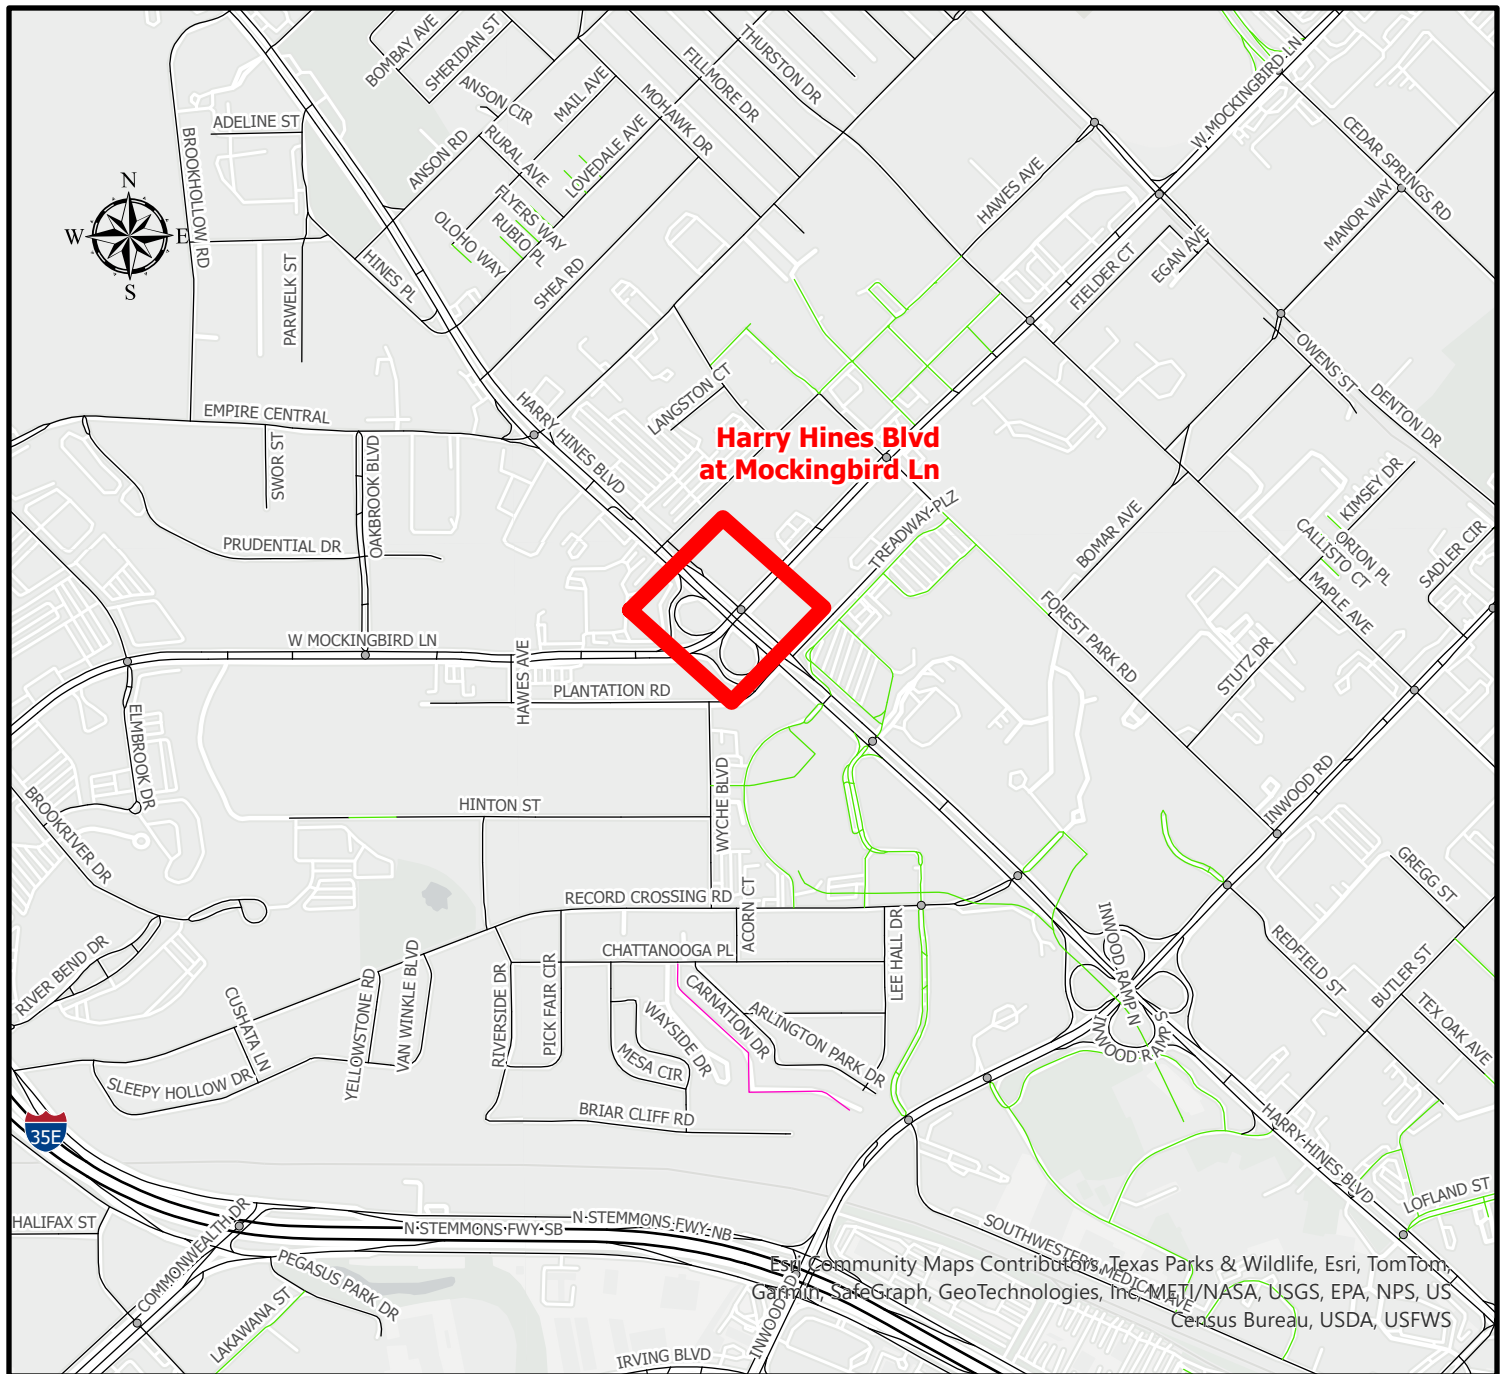 BOMBAY AVE
SHERIDAN ST
THURSTON DR
FILLMORE DR
W MOCKINGBIRD LN
ANSON CIR
MAIL AVE
MOHAWK DR
ADELINE ST
BROOKHOLLOW RD
ANSON RD
RURAL AVE
LOVEDALE AVE
CEDAR SPRINGS RD
N
W
E
S
HAWES AVE
MANOR WAY
FLYERS WAY
RUBIO PL
OLOHO WAY
EGAN AVE
FIELDER CT
HINES PL
SHEA RD
PARWELK ST
OWENS ST
DENTON DR
LANGSTON CT
EMPIRE CENTRAL
HARRY HINES BLVD
SWOR ST
OAKBROOK BLVD
Harry Hines Blvd
at Mockingbird Ln
KIMSEY DR
TREADWAY PLZ
BOMAR AVE
ORION PL
CALLISTO CT
SADLER CIR
PRUDENTIAL DR
MAPLE AVE
FOREST PARK RD
W MOCKINGBIRD LN
HAWES AVE
STUTZ DR
PLANTATION RD
ELMBROOK DR
INWOOD RD
WYCHE BLVD
HINTON ST
BROOKRIVER DR
GREGG ST
RECORD CROSSING RD
ACORN CT
LEE HALL DR
INWOOD RAMP N
REDFIELD ST
BUTLER ST
RIVER BEND DR
CHATTANOOGA PL
VAN WINKLE BLVD
YELLOWSTONE RD
CUSHATA LN
RIVERSIDE DR
PICK FAIR CIR
CARNATION DR
ARLINGTON PARK DR
WAYSIDE DR
MESA CIR
INWOOD RAMP S
TEX OAK AVE
SLEEPY HOLLOW DR
BRIAR CLIFF RD
HARRY HINES BLVD
35E
LOFLAND ST
HALIFAX ST
COMMONWEALTH DR
N STEMMONS FWY SB
N STEMMONS FWY NB
SOUTHWESTERN MEDICAL AVE
PEGASUS PARK DR
LAKAWANA ST
INWOOD RD
IRVING BLVD
Esri Community Maps Contributors, Texas Parks & Wildlife, Esri, TomTom,
Garmin, SafeGraph, GeoTechnologies, Inc, METI/NASA, USGS, EPA, NPS, US
Census Bureau, USDA, USFWS